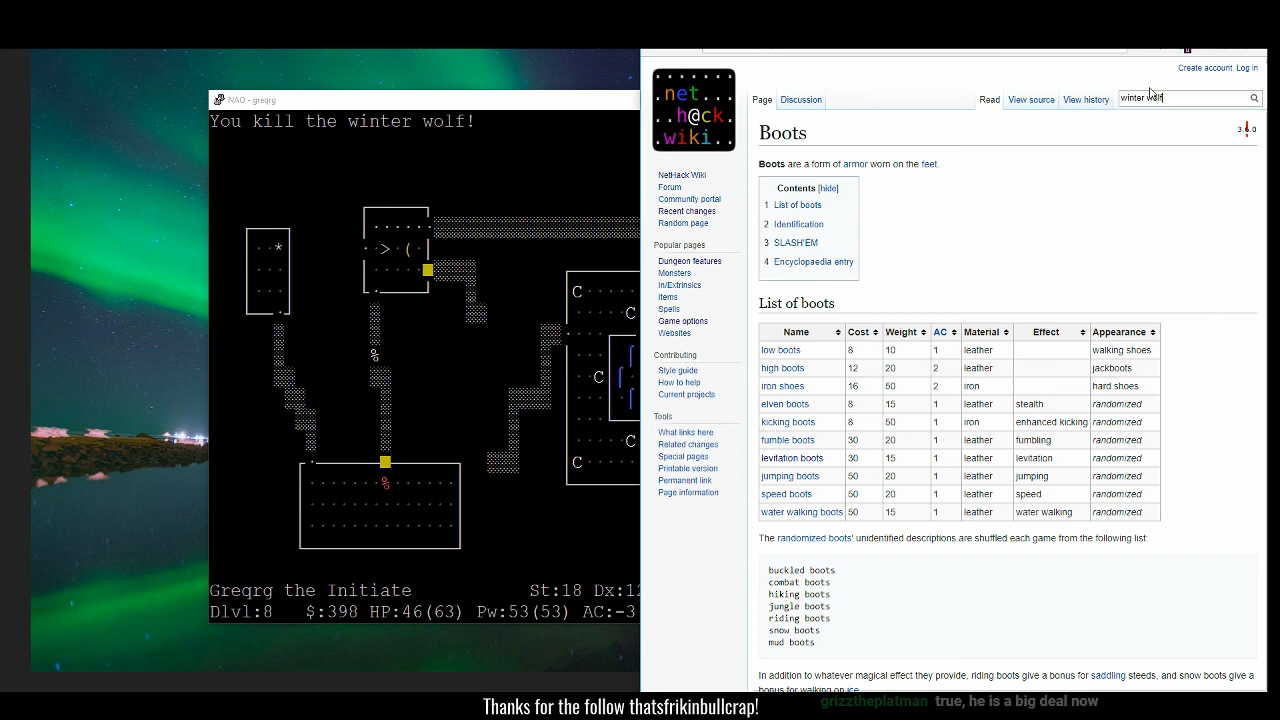 NAO - greqrg
You kill the winter wolf!
Greqrg the Initiate St:18 Dx:12
Dlvl:8 $:398 HP:46(63) Pw:53(53) AC:-3
net
h@ck
wiki
NetHack Wiki
Forum
Community portal
Recent changes
Random page
Popular pages
Dungeon features
Monsters
In/Extrinsics
Items
Spells
Game options
Websites
Contributing
Style guide
How to help
Current projects
Tools
What links here
Related changes
Special pages
Printable version
Permanent link
Page information
Create account Log in
Page Discussion Read View source View history winter wolf
Boots
Boots are a form of armor worn on the feet.
Contents [hide]
1 List of boots
2 Identification
3 SLASH'EM
4 Encyclopaedia entry
List of boots
Name Cost Weight AC Material Effect Appearance
low boots 8 10 1 leather walking shoes
high boots 12 20 2 leather jackboots
iron shoes 16 50 2 iron hard shoes
elven boots 8 15 1 leather stealth randomized
kicking boots 8 50 1 iron enhanced kicking randomized
fumble boots 30 20 1 leather fumbling randomized
levitation boots 30 15 1 leather levitation randomized
jumping boots 50 20 1 leather jumping randomized
speed boots 50 20 1 leather speed randomized
water walking boots 50 15 1 leather water walking randomized
The randomized boots' unidentified descriptions are shuffled each game from the following list:
buckled boots
combat boots
hiking boots
jungle boots
riding boots
snow boots
mud boots
In addition to whatever magical effect they provide, riding boots give a bonus for saddling steeds, and snow boots give a
bonus for walking on ice.
Thanks for the follow thatsfrikinbullcrap!
grizztheplatman true, he is a big deal now